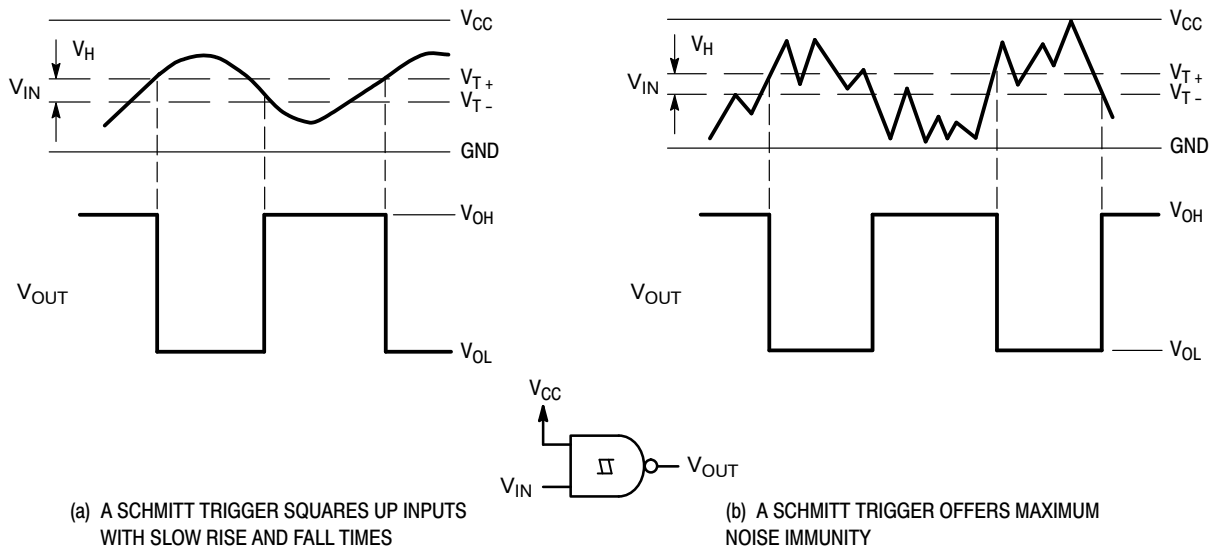 V_CC
V_H
V_T+
V_IN
V_T-
GND
V_OH
V_OUT
V_OL
V_CC
V_H
V_T+
V_IN
V_T-
GND
V_OH
V_OUT
V_OL
V_CC
V_IN
V_OUT
(a) A SCHMITT TRIGGER SQUARES UP INPUTS
WITH SLOW RISE AND FALL TIMES
(b) A SCHMITT TRIGGER OFFERS MAXIMUM
NOISE IMMUNITY